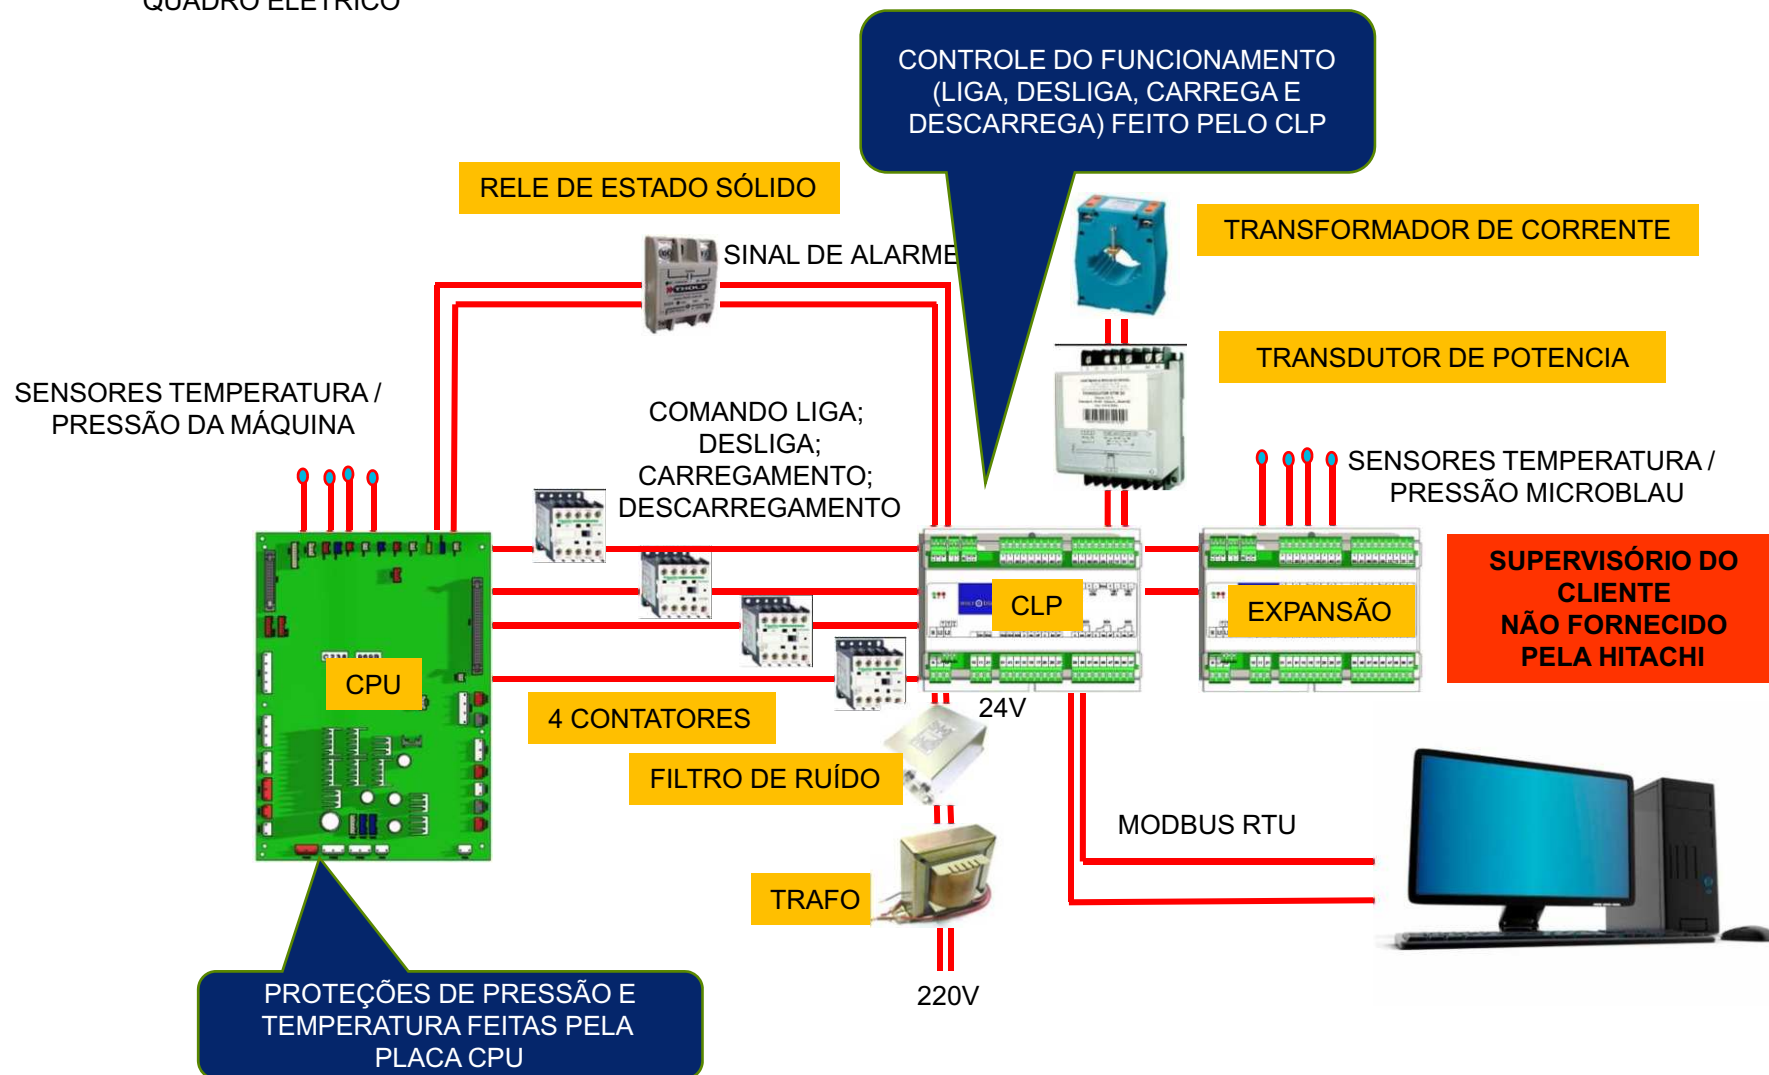 QUADRO ELÉTRICO
CONTROLE DO FUNCIONAMENTO
(LIGA, DESLIGA, CARREGA E
DESCARREGA) FEITO PELO CLP
RELE DE ESTADO SÓLIDO
SINAL DE ALARME
TRANSFORMADOR DE CORRENTE
TRANSDUTOR DE POTENCIA
SENSORES TEMPERATURA /
PRESSÃO DA MÁQUINA
COMANDO LIGA;
DESLIGA;
CARREGAMENTO;
DESCARREGAMENTO
SENSORES TEMPERATURA /
PRESSÃO MICROBLAU
CLP
EXPANSÃO
SUPERVISÓRIO DO
CLIENTE
NÃO FORNECIDO
PELA HITACHI
CPU
4 CONTATORES
24V
FILTRO DE RUÍDO
MODBUS RTU
TRAFO
220V
PROTEÇÕES DE PRESSÃO E
TEMPERATURA FEITAS PELA
PLACA CPU